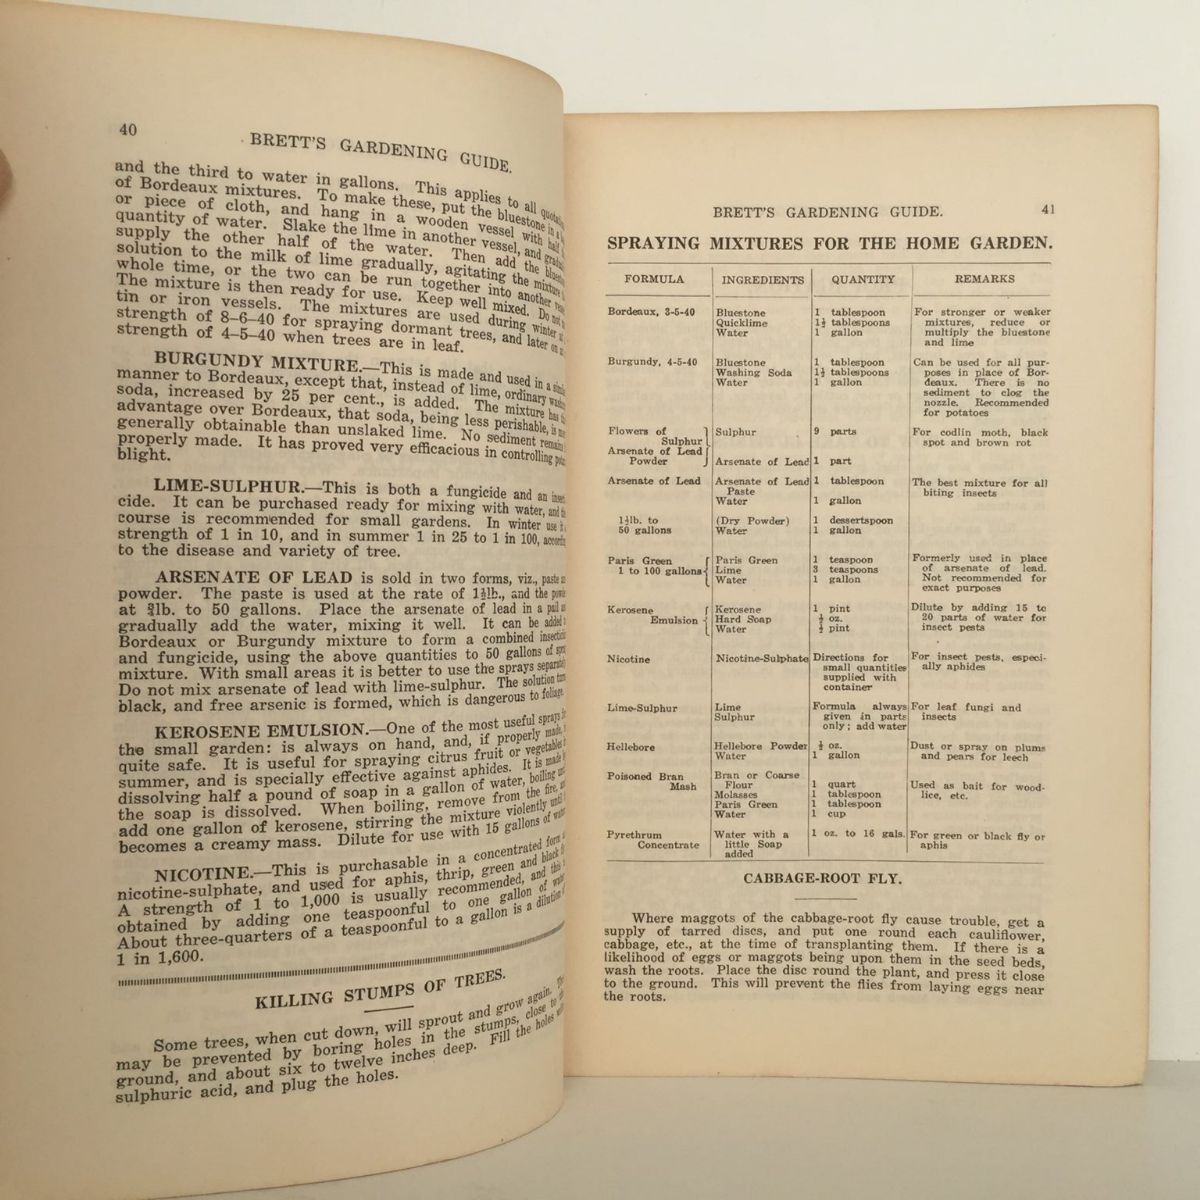 40
BRETT'S GARDENING GUIDE.
and the third to water in gallons. This applies to all
of Bordeaux mixtures. To make these, put the bluestone in a
or piece of cloth, and hang in a wooden vessel with half
quantity of water. Slake the lime in another vessel, and
supply the other half of the water. Then add the
solution to the milk of lime gradually, agitating the mixture
whole time, or the two can be run together into another
The mixture is then ready for use. Keep well mixed. Do not
tin or iron vessels. The mixtures are used during winter
strength of 8-6-40 for spraying dormant trees, and later on
strength of 4-5-40 when trees are in leaf.
BURGUNDY MIXTURE.—This is made and used in a
manner to Bordeaux, except that, instead of lime, ordinary
soda, increased by 25 per cent., is added. The mixture has
advantage over Bordeaux, that soda, being less perishable, is
generally obtainable than unslaked lime. No sediment
properly made. It has proved very efficacious in controlling
blight.
LIME-SULPHUR.—This is both a fungicide and an
cide. It can be purchased ready for mixing with water, and
course is recommended for small gardens. In winter use
strength of 1 in 10, and in summer 1 in 25 to 1 in 100,
to the disease and variety of tree.
ARSENATE OF LEAD is sold in two forms, viz., paste
powder. The paste is used at the rate of 1½lb., and the
at ¾lb. to 50 gallons. Place the arsenate of lead in a pail
gradually add the water, mixing it well. It can be added
Bordeaux or Burgundy mixture to form a combined
and fungicide, using the above quantities to 50 gallons of
mixture. With small areas it is better to use the sprays
Do not mix arsenate of lead with lime-sulphur. The solution
black, and free arsenic is formed, which is dangerous to foliage.
KEROSENE EMULSION.—One of the most useful sprays
the small garden: is always on hand, and, if properly made,
quite safe. It is useful for spraying citrus fruit or vegetables
summer, and is specially effective against aphides. It is made
dissolving half a pound of soap in a gallon of water, boiling
the soap is dissolved. When boiling, remove from the fire,
add one gallon of kerosene, stirring the mixture violently until
becomes a creamy mass. Dilute for use with 15 gallons of
NICOTINE.—This is purchasable in a concentrated form
nicotine-sulphate, and used for aphis, thrip, green and black
A strength of 1 to 1,000 is usually recommended, and this
obtained by adding one teaspoonful to one gallon of
About three-quarters of a teaspoonful to a gallon is a dilution
1 in 1,600.
KILLING STUMPS OF TREES.
Some trees, when cut down, will sprout and grow again.
may be prevented by boring holes in the stumps, close to
ground, and about six to twelve inches deep. Fill the holes
sulphuric acid, and plug the holes.
BRETT'S GARDENING GUIDE. 41
SPRAYING MIXTURES FOR THE HOME GARDEN.
FORMULA INGREDIENTS QUANTITY REMARKS
Bordeaux, 3-5-40 Bluestone 1 tablespoon For stronger or weaker
Quicklime 1½ tablespoons mixtures, reduce or
Water 1 gallon multiply the bluestone
and lime
Burgundy, 4-5-40 Bluestone 1 tablespoon Can be used for all pur-
Washing Soda 1½ tablespoons poses in place of Bor-
Water 1 gallon deaux. There is no
sediment to clog the
nozzle. Recommended
for potatoes
Flowers of Sulphur 9 parts For codlin moth, black
Sulphur spot and brown rot
Arsenate of Lead
Powder Arsenate of Lead 1 part
Arsenate of Lead Arsenate of Lead 1 tablespoon The best mixture for all
Paste biting insects
Water 1 gallon
1½lb. to (Dry Powder) 1 dessertspoon
50 gallons Water 1 gallon
Paris Green Paris Green 1 teaspoon Formerly used in place
1 to 100 gallons Lime 3 teaspoons of arsenate of lead.
Water 1 gallon Not recommended for
exact purposes
Kerosene Kerosene 1 pint Dilute by adding 15 to
Emulsion Hard Soap ½ oz. 20 parts of water for
Water ½ pint insect pests
Nicotine Nicotine-Sulphate Directions for For insect pests, especi-
small quantities ally aphides
supplied with
container
Lime-Sulphur Lime Formula always For leaf fungi and
Sulphur given in parts insects
only; add water
Hellebore Hellebore Powder ½ oz. Dust or spray on plums
Water 1 gallon and pears for leech
Poisoned Bran Bran or Coarse
Mash Flour 1 quart Used as bait for wood-
Molasses 1 tablespoon lice, etc.
Paris Green 1 tablespoon
Water 1 cup
Pyrethrum Water with a 1 oz. to 16 gals. For green or black fly or
Concentrate little Soap aphis
added
CABBAGE-ROOT FLY.
Where maggots of the cabbage-root fly cause trouble, get a
supply of tarred discs, and put one round each cauliflower,
cabbage, etc., at the time of transplanting them. If there is a
likelihood of eggs or maggots being upon them in the seed beds,
wash the roots. Place the disc round the plant, and press it close
to the ground. This will prevent the flies from laying eggs near
the roots.